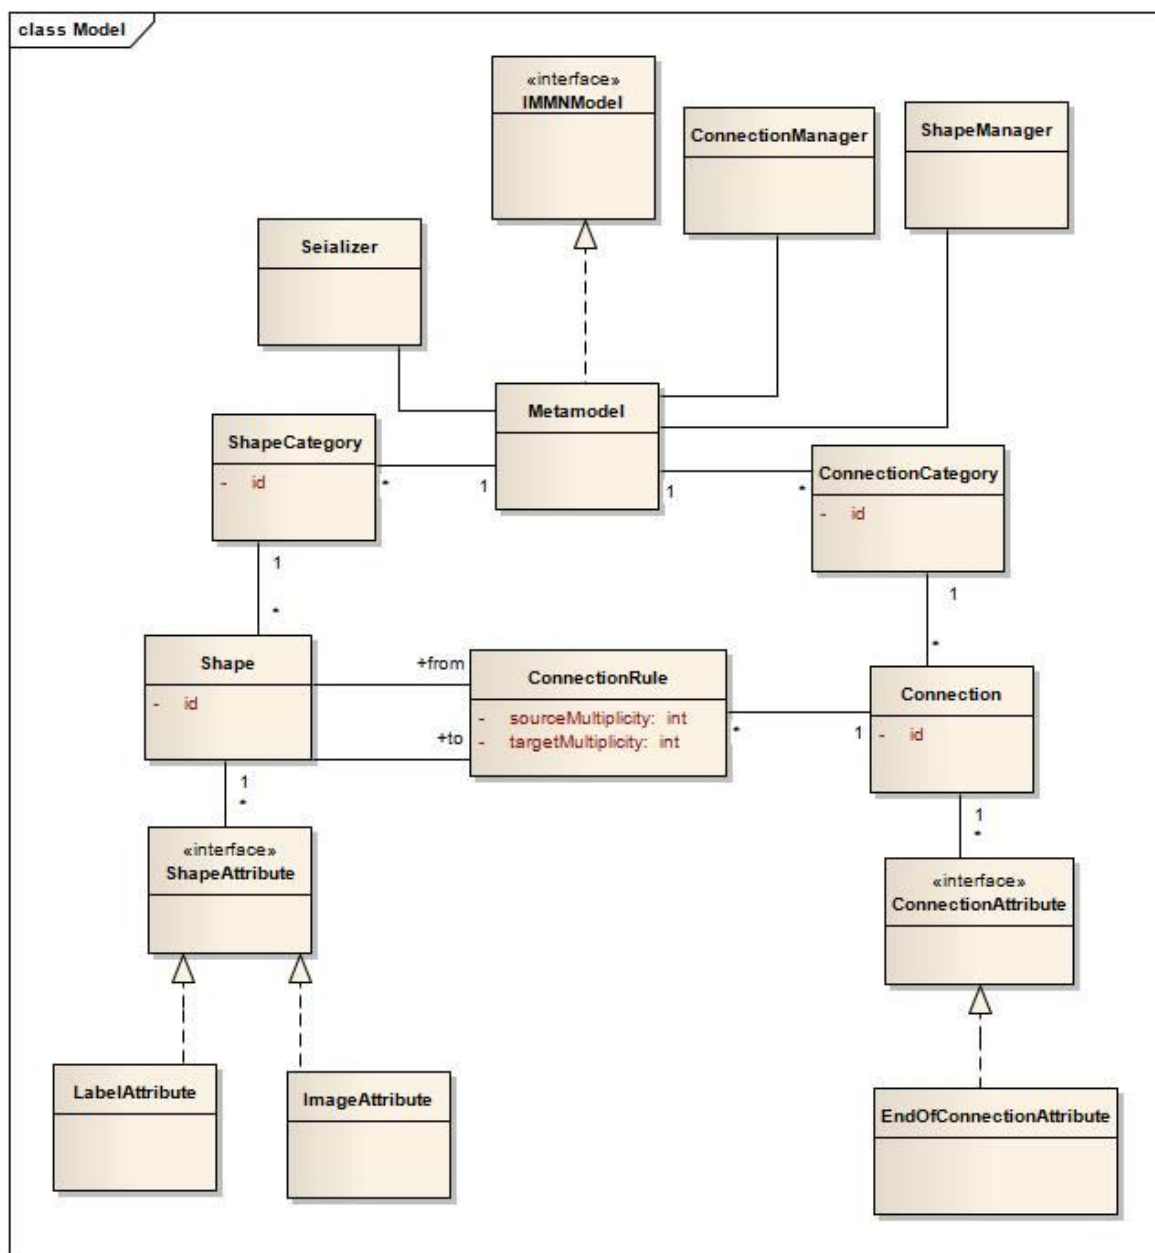 class Model
«interface»
IMMNModel
ConnectionManager
ShapeManager
Seializer
Metamodel
ShapeCategory
- id
* 1
1 *
ConnectionCategory
- id
1
*
1
*
Shape
- id
+from
+to
ConnectionRule
- sourceMultiplicity: int
- targetMultiplicity: int
* 1
Connection
- id
1
*
1
*
«interface»
ShapeAttribute
«interface»
ConnectionAttribute
LabelAttribute
ImageAttribute
EndOfConnectionAttribute